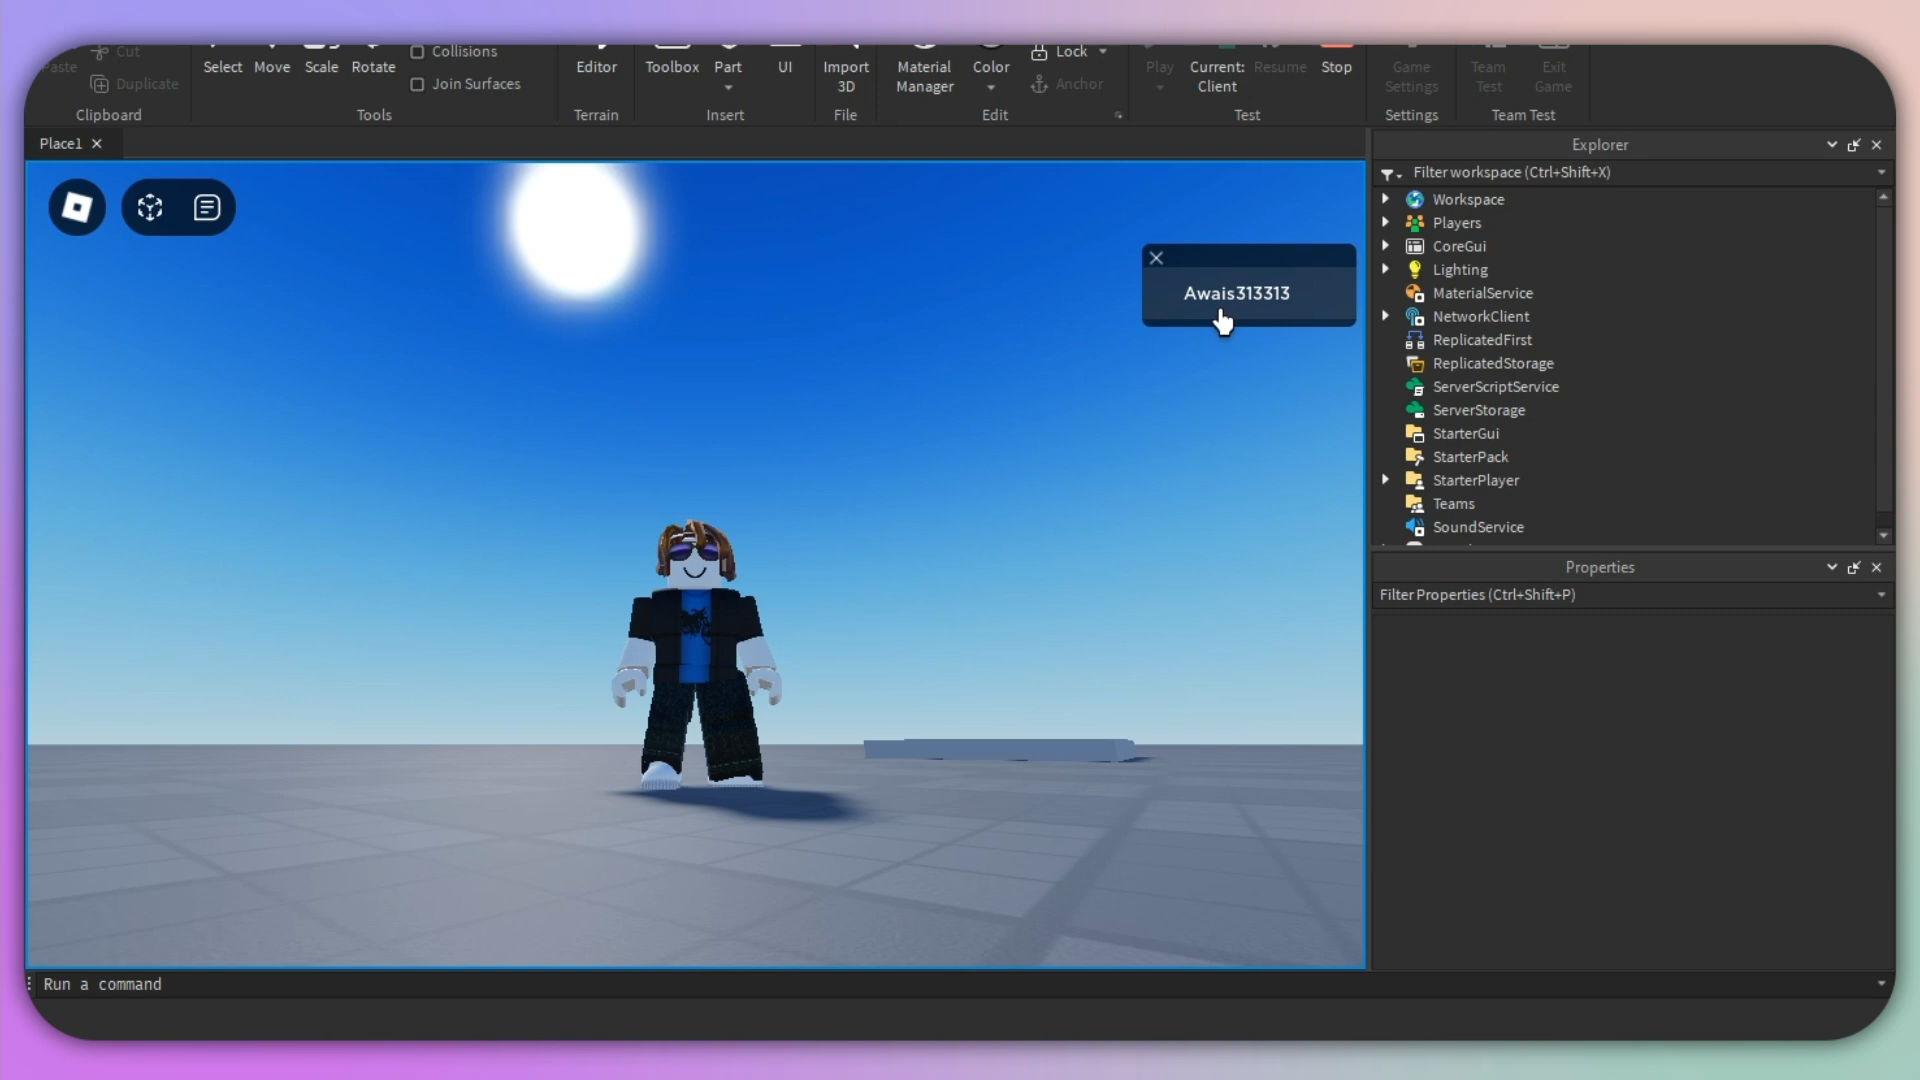 Paste
Cut
Duplicate
Clipboard
Select
Move
Scale
Rotate
Collisions
Join Surfaces
Tools
Editor
Terrain
Toolbox
Part
UI
Insert
Import
3D
File
Material
Manager
Color
Lock
Anchor
Edit
Play
Current:
Client
Resume
Stop
Test
Game
Settings
Settings
Team
Test
Exit
Game
Team Test
Place1
Awais313313
Explorer
Filter workspace (Ctrl+Shift+X)
Workspace
Players
CoreGui
Lighting
MaterialService
NetworkClient
ReplicatedFirst
ReplicatedStorage
ServerScriptService
ServerStorage
StarterGui
StarterPack
StarterPlayer
Teams
SoundService
Properties
Filter Properties (Ctrl+Shift+P)
Run a command